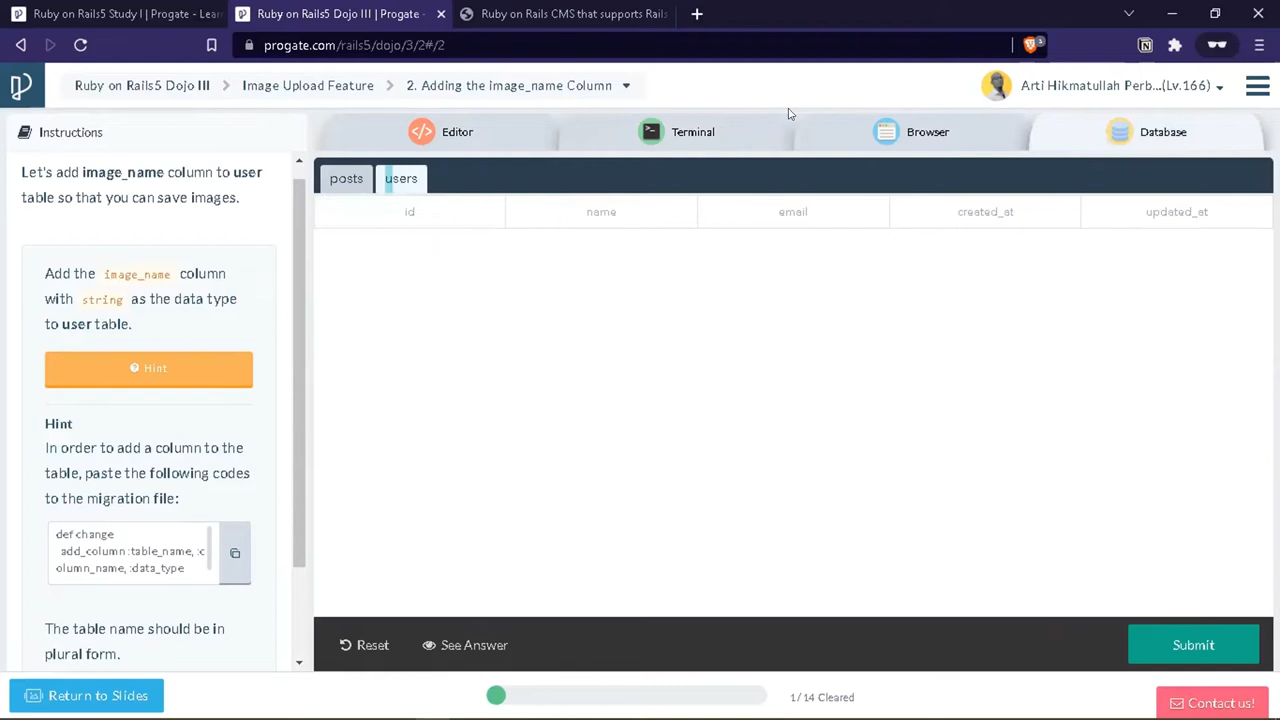 Ruby on Rails5 Study I | Progate - Lear
Ruby on Rails5 Dojo III | Progate -
Ruby on Rails CMS that supports Rails
progate.com/rails5/dojo/3/2#/2
Ruby on Rails5 Dojo III
Image Upload Feature
2. Adding the image_name Column
Arti Hikmatullah Perb...(Lv.166)
Instructions
Editor
Terminal
Browser
Database
Let's add image_name column to user
table so that you can save images.
posts
users
id
name
email
created_at
updated_at
Add the image_name column
with string as the data type
to user table.
Hint
Hint
In order to add a column to the
table, paste the following codes
to the migration file:
def change
add_column :table_name, :c
olumn_name, :data_type
The table name should be in
plural form.
Reset
See Answer
Submit
Return to Slides
1/14 Cleared
Contact us!